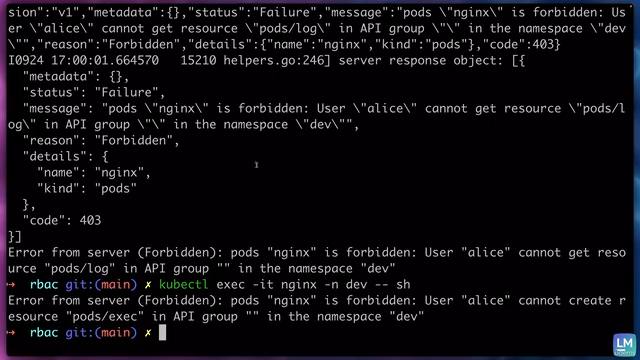 sion":"v1","metadata":{},"status":"Failure","message":"pods \"nginx\" is forbidden: Us
er \"alice\" cannot get resource \"pods/log\" in API group \"\" in the namespace \"dev
\"","reason":"Forbidden","details":{"name":"nginx","kind":"pods"},"code":403}
I0924 17:00:01.664570   15210 helpers.go:246] server response object: [{
  "metadata": {},
  "status": "Failure",
  "message": "pods \"nginx\" is forbidden: User \"alice\" cannot get resource \"pods/l
og\" in API group \"\" in the namespace \"dev\"",
  "reason": "Forbidden",
  "details": {
    "name": "nginx",
    "kind": "pods"
  },
  "code": 403
}]
Error from server (Forbidden): pods "nginx" is forbidden: User "alice" cannot get reso
urce "pods/log" in API group "" in the namespace "dev"
→  rbac git:(main) ✗ kubectl exec -it nginx -n dev -- sh
Error from server (Forbidden): pods "nginx" is forbidden: User "alice" cannot create r
esource "pods/exec" in API group "" in the namespace "dev"
→  rbac git:(main) ✗
LM